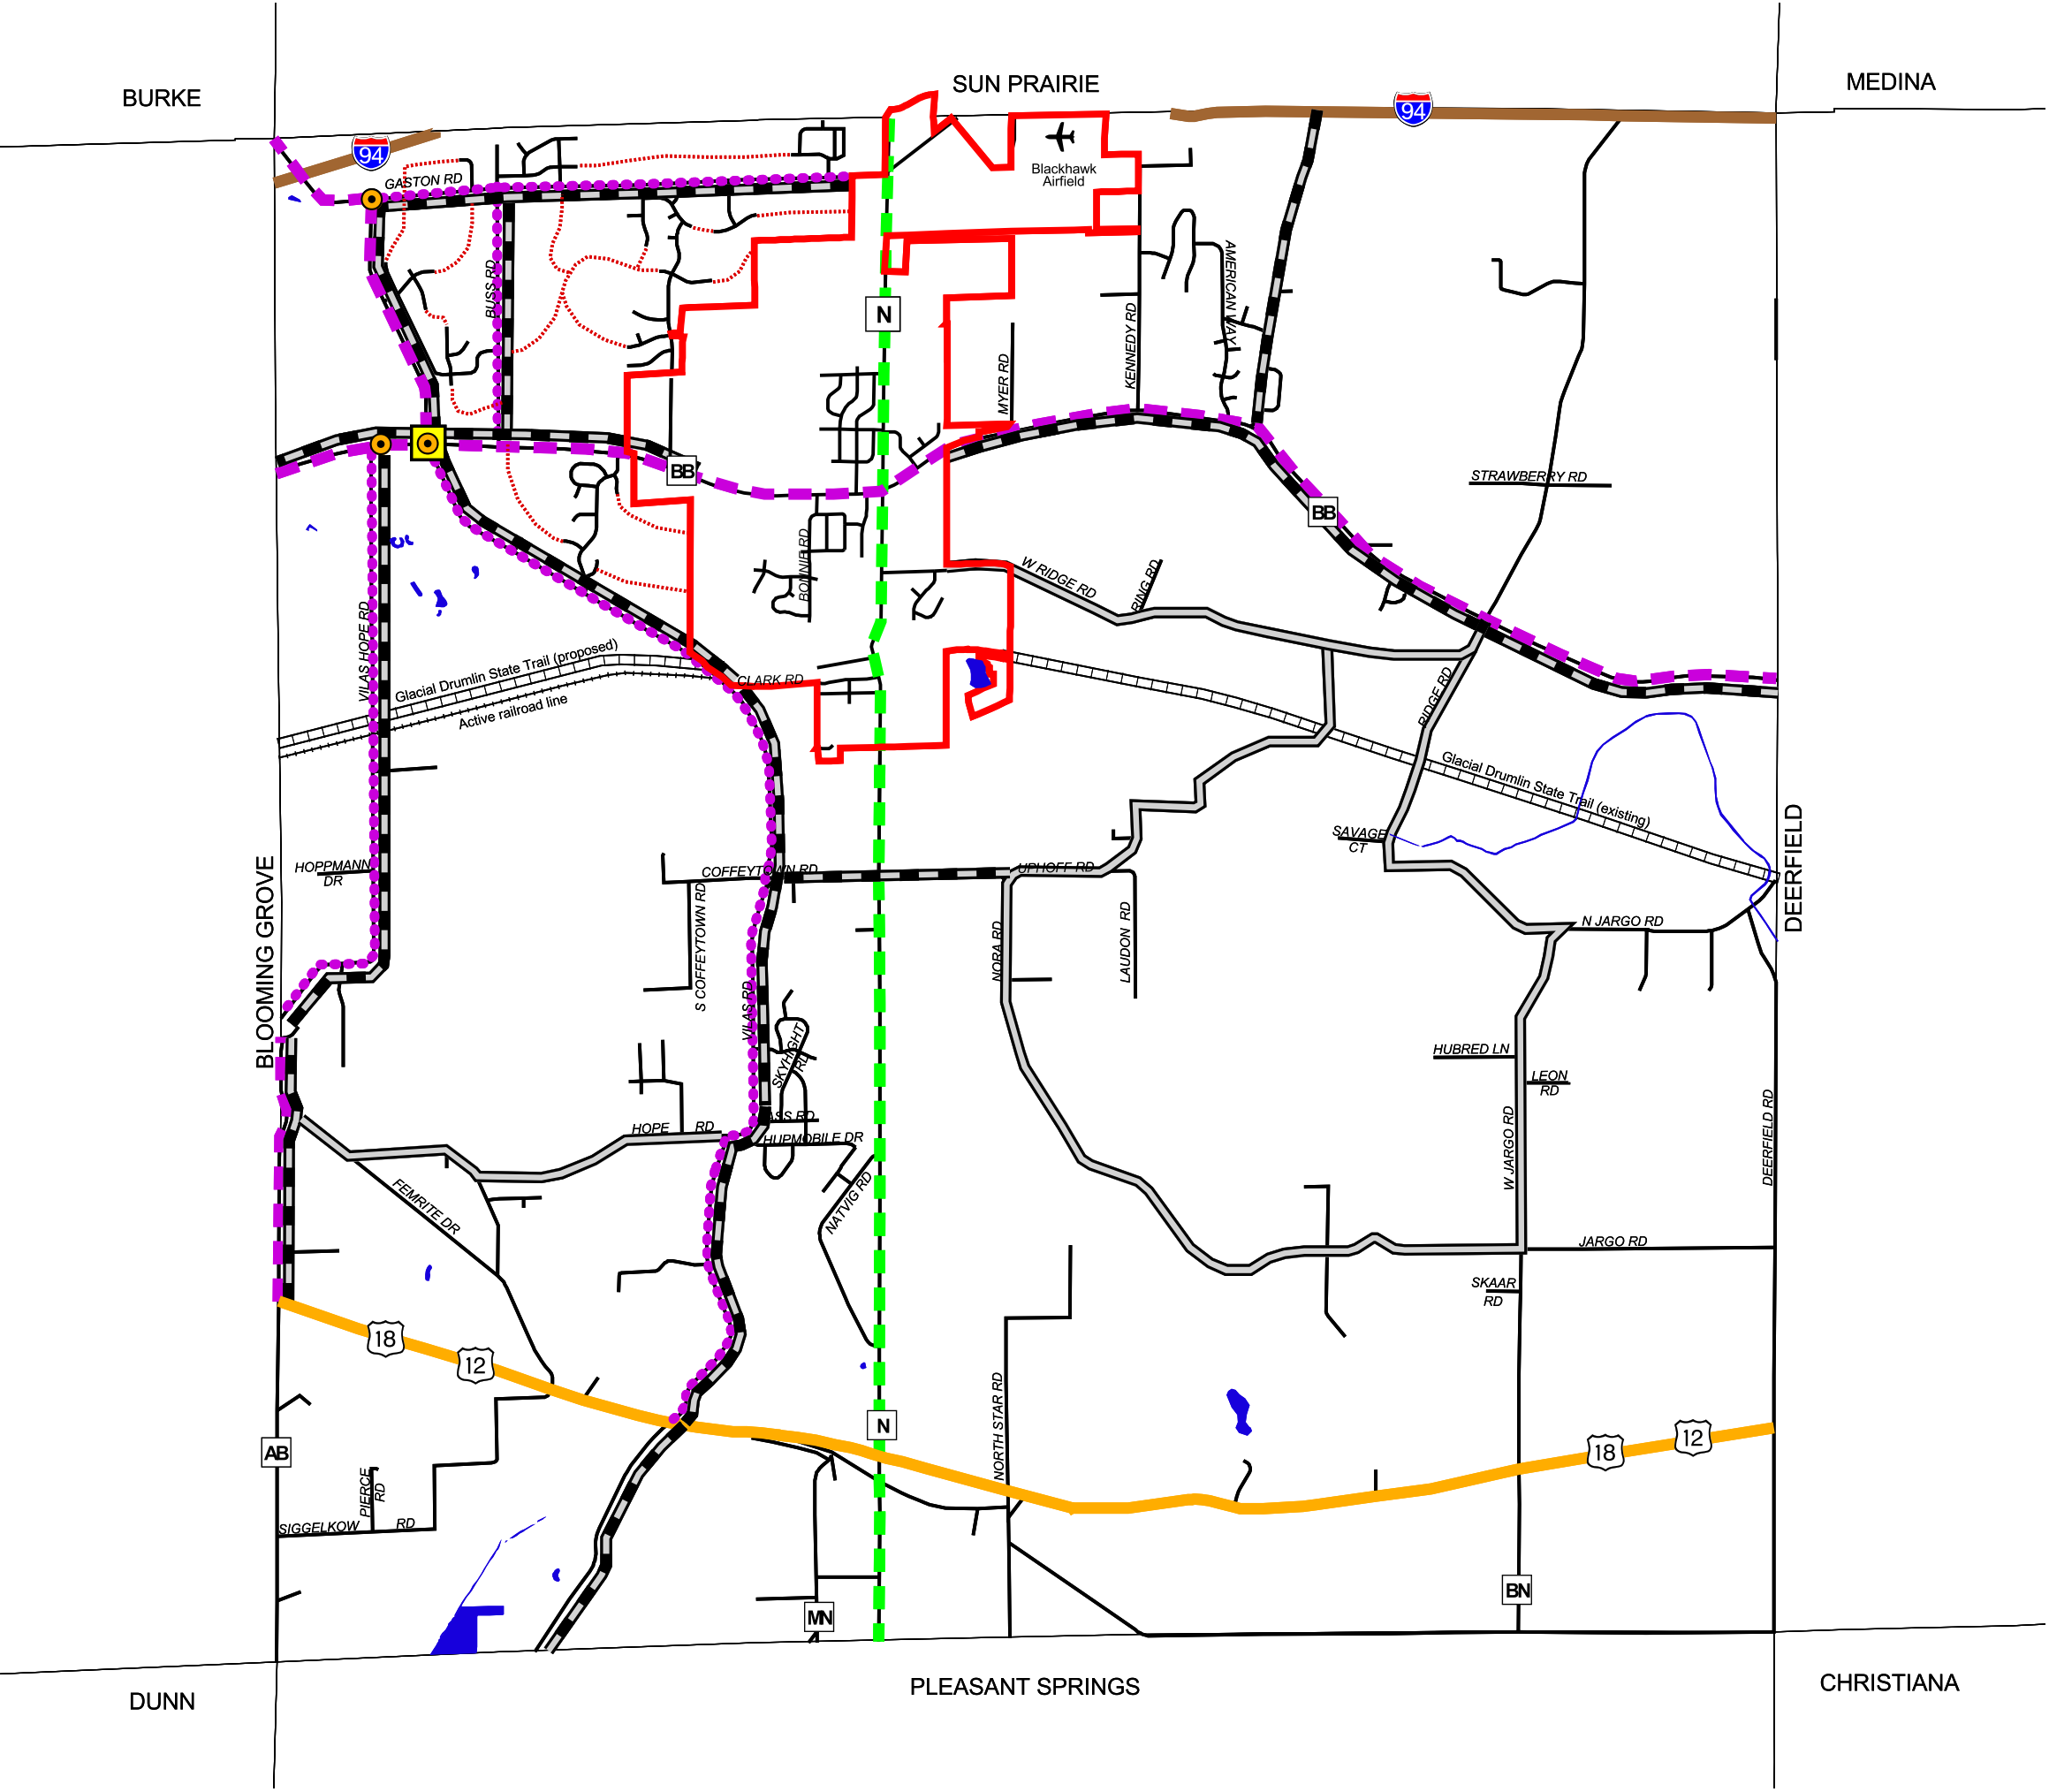 BURKE
SUN PRAIRIE
MEDINA
94
94
GASTON RD
Blackhawk
Airfield
BUSS RD
AMERICAN WAY
N
KENNEDY RD
MYER RD
BB
STRAWBERRY RD
BB
BONNIE RD
W RIDGE RD
RING RD
VILAS HOPE RD
Glacial Drumlin State Trail (proposed)
Active railroad line
CLARK RD
RIDGE RD
Glacial Drumlin State Trail (existing)
SAVAGE
CT
DEERFIELD
BLOOMING GROVE
HOPPMANN
DR
COFFEYTOWN RD
UPHOFF RD
S COFFEYTOWN RD
NORA RD
LAUDON RD
N JARGO RD
VILAS RD
SKYHIGHT
RD
HUBRED LN
LEON
RD
W JARGO RD
DEERFIELD RD
HOPE RD
ASS RD
HUPMOBILE DR
NATVIG RD
FEMRITE DR
JARGO RD
SKAAR
RD
18
12
N
NORTH STAR RD
18
12
AB
PIERCE
RD
SIGGELKOW RD
MN
BN
DUNN
PLEASANT SPRINGS
CHRISTIANA